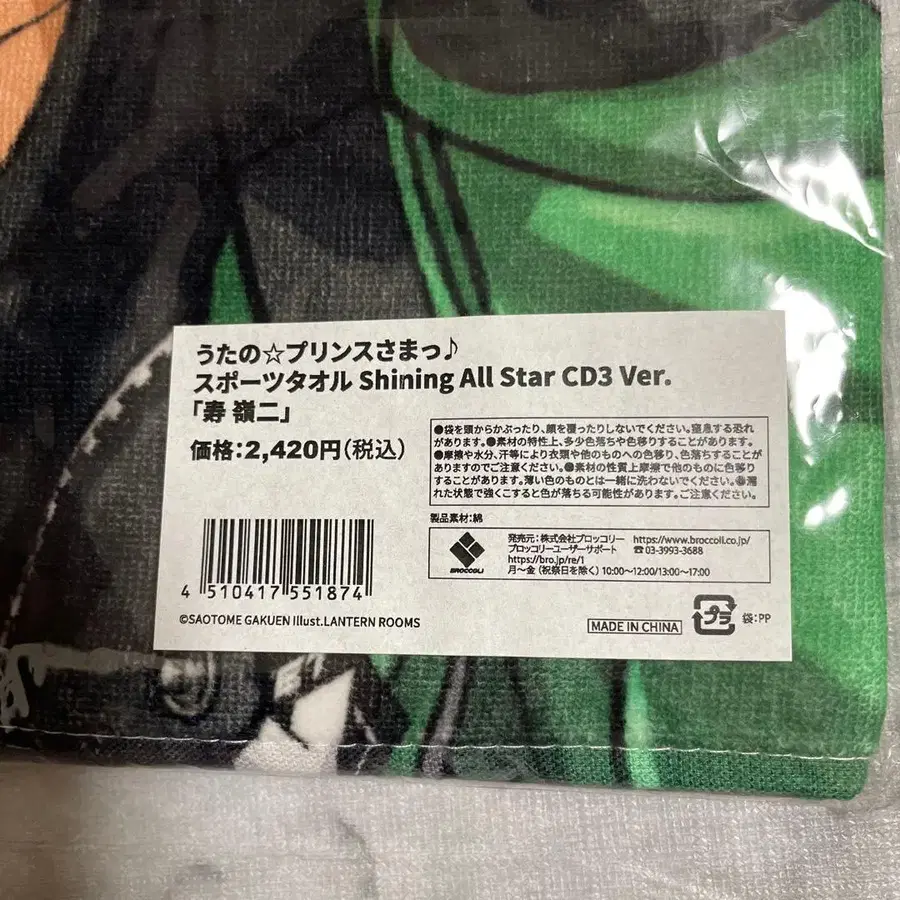 うたの☆プリンスさまっ♪
スポーツタオル Shining All Star CD3 Ver.
「寿 嶺二」
価格:2,420円(税込)
●袋を頭からかぶったり、顔を覆ったりしないでください。窒息する恐れ
があります。●素材の特性上、多少色落ちや色移りすることがあります。
●摩擦や水分、汗等により衣類や他のものへの色移り、色落ちすることが
ありますのでご注意ください。●素材の性質上摩擦で他のものに色移り
することがあります。薄い色のものとは一緒に洗わないでください。●濡
れた状態で強くこすると色が落ちる可能性があります。ご注意ください。
製品素材:綿
BROCCOLI
発売元:株式会社ブロッコリー https://www.broccoli.co.jp/
ブロッコリーユーザーサポート ☎03-3993-3688
https://bro.jp/re/1
月～金 (祝祭日を除く) 10:00～12:00/13:00～17:00
4 510417 551874
©SAOTOME GAKUEN Illust.LANTERN ROOMS
MADE IN CHINA
プラ 袋:PP